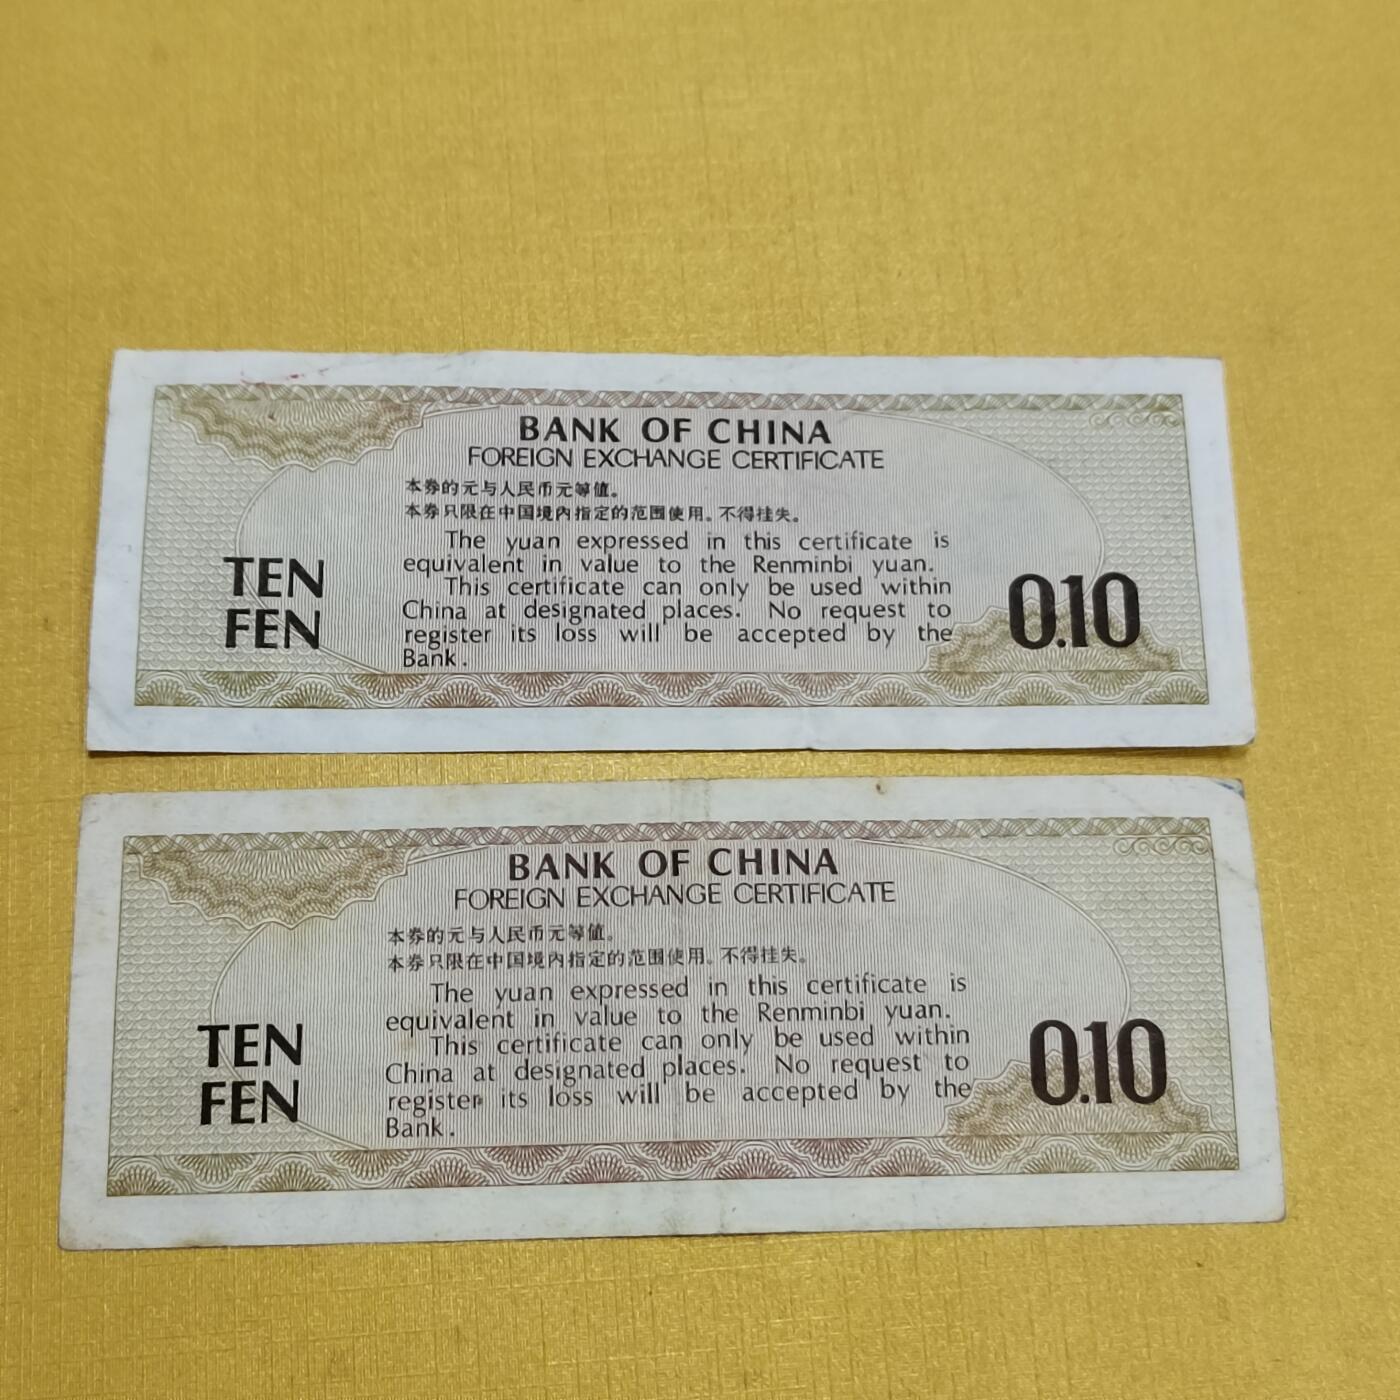 BANK OF CHINA
FOREIGN EXCHANGE CERTIFICATE
本券的元与人民币元等值。
本券只限在中国境内指定的范围使用。不得挂失。
The yuan expressed in this certificate is
equivalent in value to the Renminbi yuan.
This certificate can only be used within
China at designated places. No request to
register its loss will be accepted by the
Bank.
TEN
FEN
0.10
BANK OF CHINA
FOREIGN EXCHANGE CERTIFICATE
本券的元与人民币元等值。
本券只限在中国境内指定的范围使用。不得挂失。
The yuan expressed in this certificate is
equivalent in value to the Renminbi yuan.
This certificate can only be used within
China at designated places. No request to
register its loss will be accepted by the
Bank.
TEN
FEN
0.10